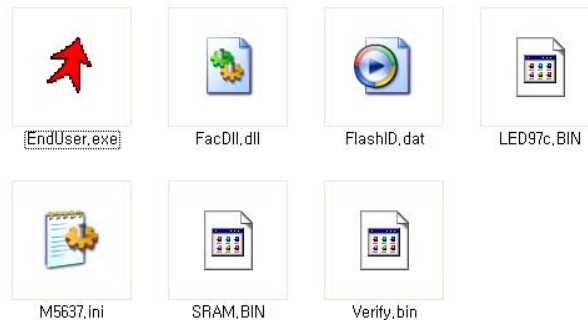 EndUser.exe
FacDll.dll
FlashID.dat
LED97c.BIN
M5637.ini
SRAM.BIN
Verify.bin